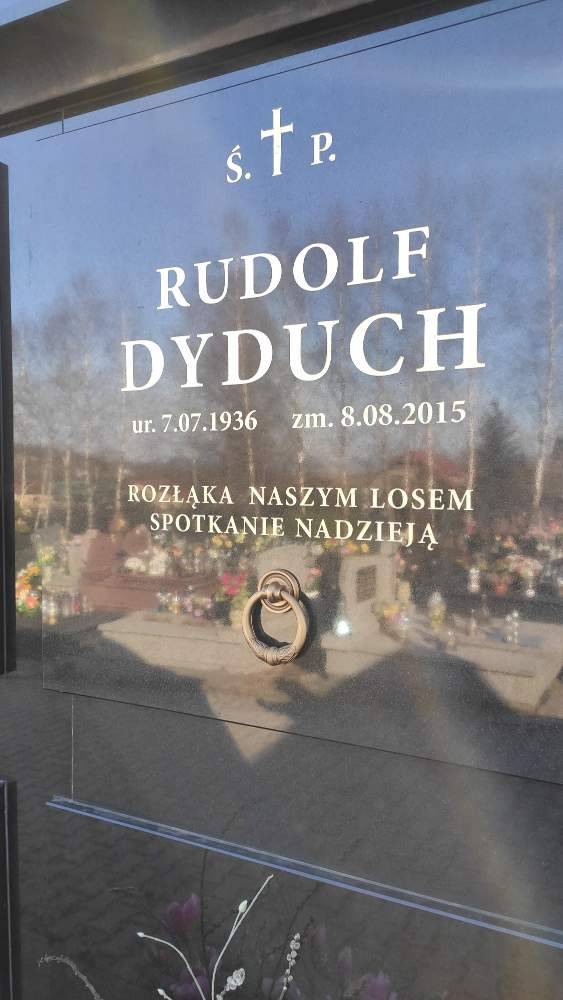 Ś. P.
RUDOLF
DYDUCH
ur. 7.07.1936 zm. 8.08.2015
ROZŁĄKA NASZYM LOSEM
SPOTKANIE NADZIEJĄ